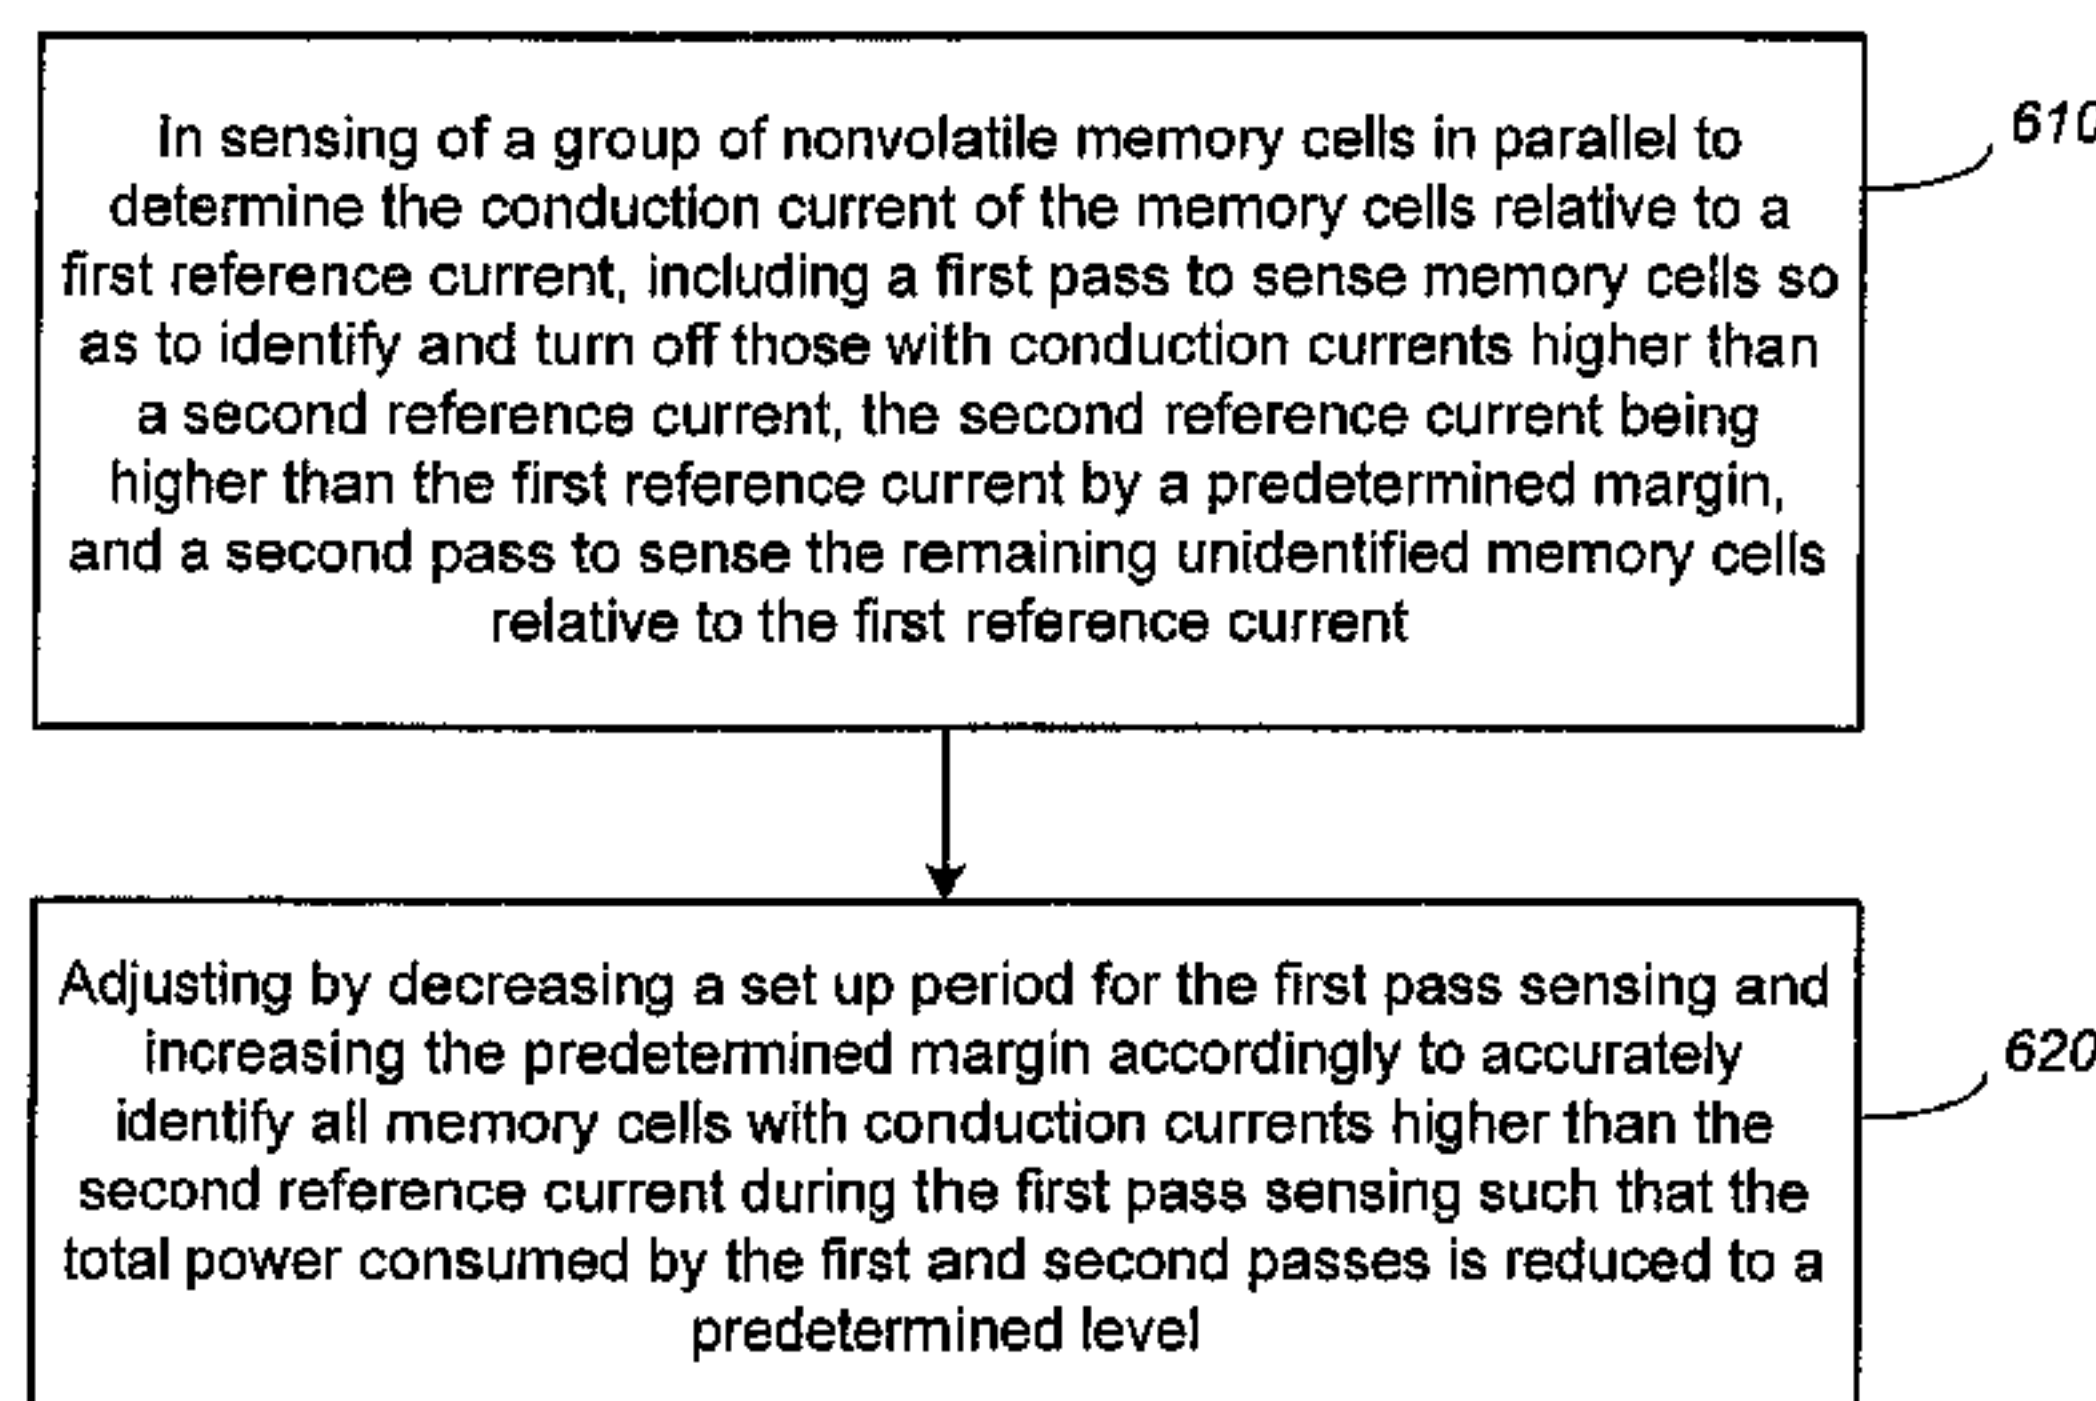 In sensing of a group of nonvolatile memory cells in parallel to
determine the conduction current of the memory cells relative to a
first reference current, including a first pass to sense memory cells so
as to identify and turn off those with conduction currents higher than
a second reference current, the second reference current being
higher than the first reference current by a predetermined margin,
and a second pass to sense the remaining unidentified memory cells
relative to the first reference current
610
Adjusting by decreasing a set up period for the first pass sensing and
increasing the predetermined margin accordingly to accurately
identify all memory cells with conduction currents higher than the
second reference current during the first pass sensing such that the
total power consumed by the first and second passes is reduced to a
predetermined level
620